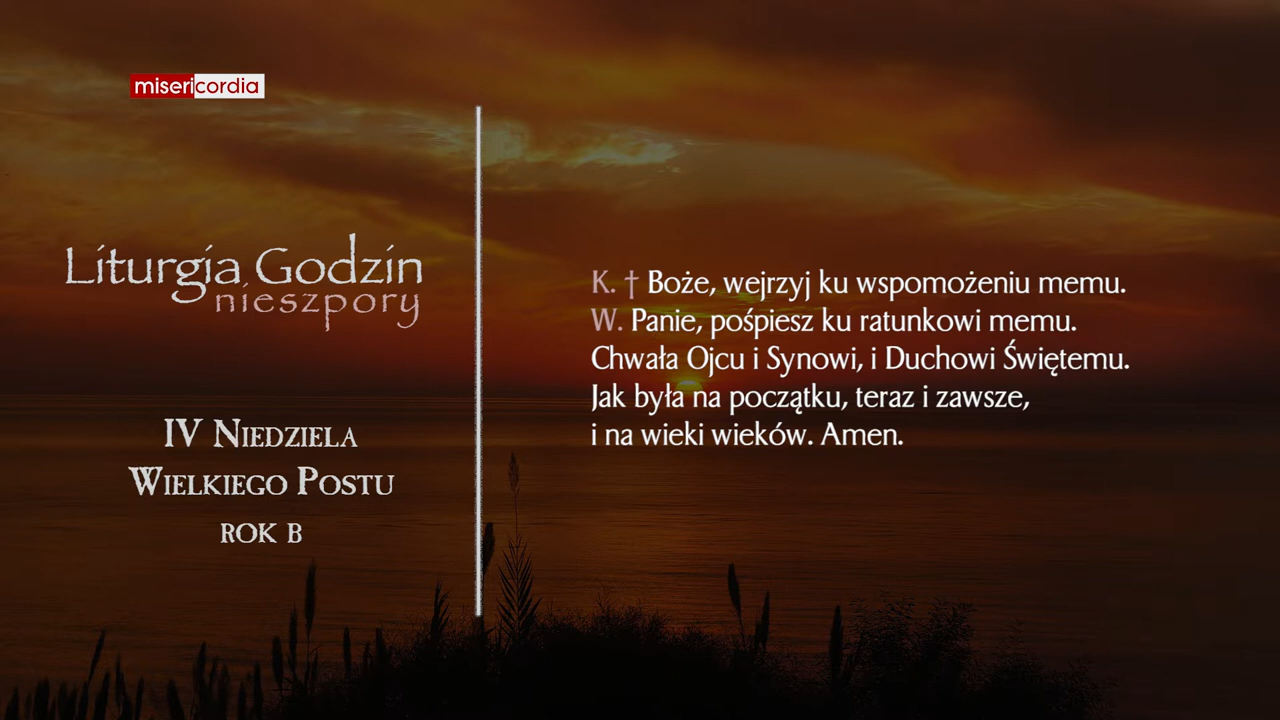 misericordia
Liturgia Godzin
nieszpory
IV Niedziela
Wielkiego Postu
rok b
K. † Boże, wejrzyj ku wspomożeniu memu.
W. Panie, pośpiesz ku ratunkowi memu.
Chwała Ojcu i Synowi, i Duchowi Świętemu.
Jak była na początku, teraz i zawsze,
i na wieki wieków. Amen.